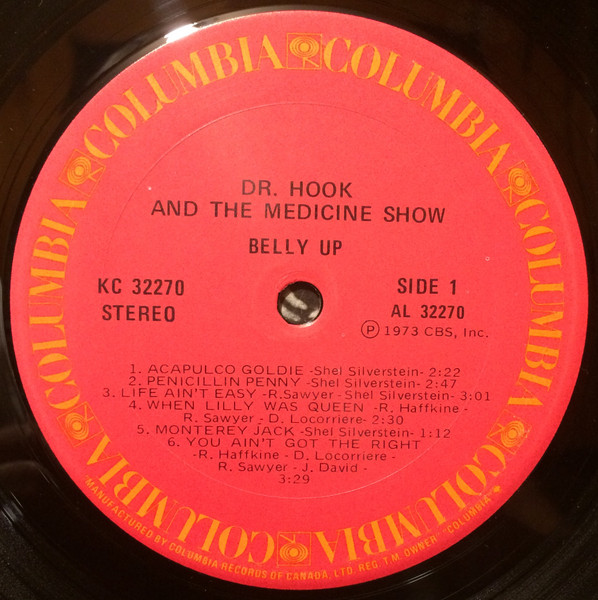 COLUMBIA COLUMBIA COLUMBIA COLUMBIA COLUMBIA COLUMBIA COLUMBIA
DR. HOOK
AND THE MEDICINE SHOW
BELLY UP
KC 32270
STEREO
SIDE 1
AL 32270
Ⓟ 1973 CBS, Inc.
1. ACAPULCO GOLDIE -Shel Silverstein- 2:22
2. PENICILLIN PENNY -Shel Silverstein- 2:47
3. LIFE AIN'T EASY -R.Sawyer -Shel Silverstein- 3:01
4. WHEN LILLY WAS QUEEN -R. Haffkine -
R. Sawyer - D. Locorriere- 2:30
5. MONTEREY JACK -Shel Silverstein- 1:12
6. YOU AIN'T GOT THE RIGHT
-R. Haffkine - D. Locorriere -
R. Sawyer - J. David -
3:29
MANUFACTURED BY COLUMBIA RECORDS OF CANADA, LTD. REG. T.M. OWNER "COLUMBIA"